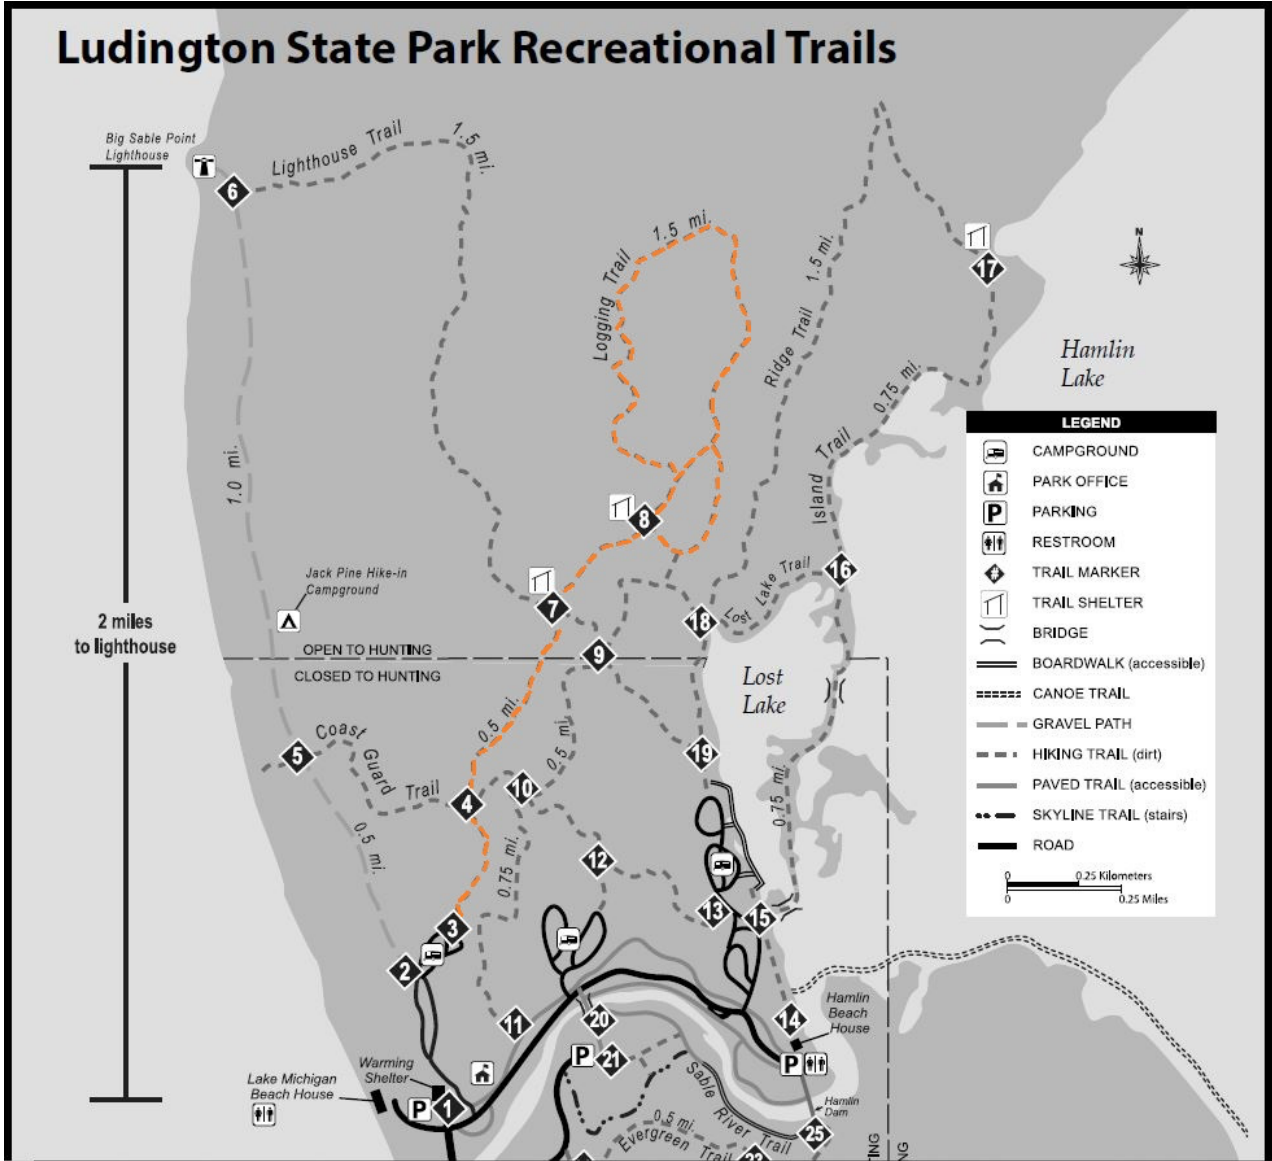 Ludington State Park Recreational Trails
Big Sable Point
Lighthouse
Lighthouse Trail
1.5 mi.
6
Logging Trail
1.5 mi.
Ridge Trail
1.5 mi.
17
N
Hamlin
Lake
Island Trail
0.75 mi.
1.0 mi.
8
Jack Pine Hike-in
Campground
7
Lost Lake Trail
16
18
2 miles
to lighthouse
OPEN TO HUNTING
CLOSED TO HUNTING
9
Lost
Lake
0.5 mi.
0.5 mi.
5
Coast Guard Trail
4
10
19
0.75 mi.
0.5 mi.
0.75 mi.
12
13
15
3
2
11
20
14
Hamlin
Beach
House
P
21
P
Warming
Shelter
Lake Michigan
Beach House
P
1
Sable River Trail
Hamlin
Dam
0.5 mi.
Evergreen Trail
25
23
TING
NG
LEGEND
CAMPGROUND
PARK OFFICE
P PARKING
RESTROOM
# TRAIL MARKER
TRAIL SHELTER
BRIDGE
BOARDWALK (accessible)
CANOE TRAIL
GRAVEL PATH
HIKING TRAIL (dirt)
PAVED TRAIL (accessible)
SKYLINE TRAIL (stairs)
ROAD
0 0.25 Kilometers
0 0.25 Miles